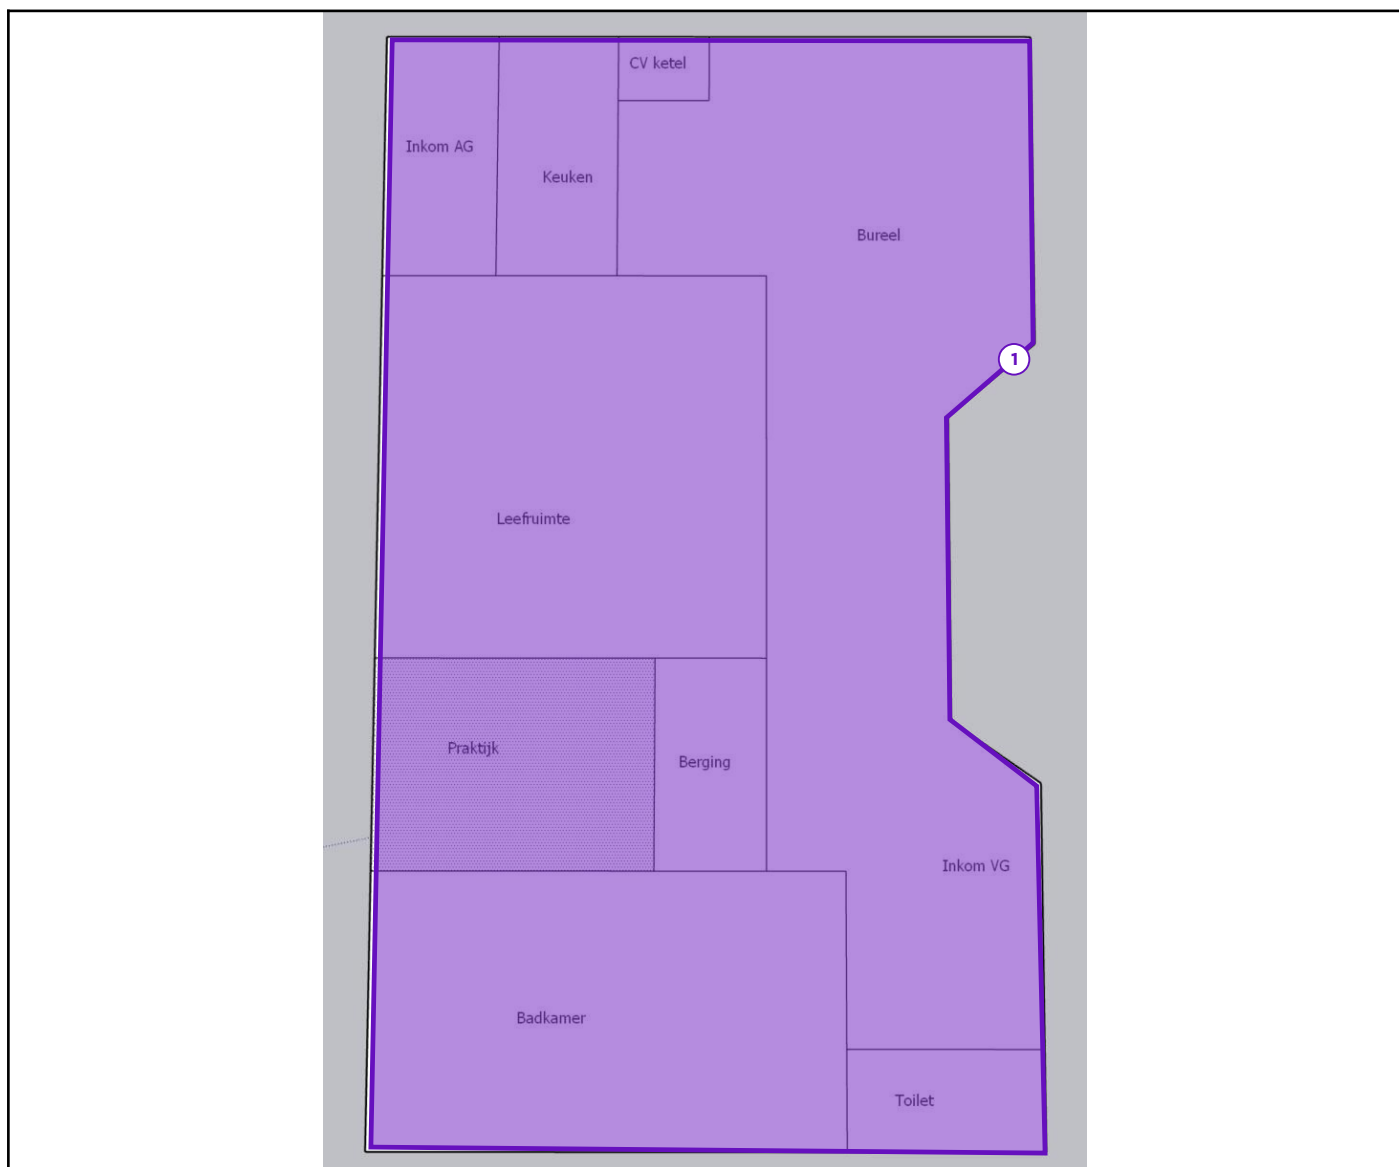 CV ketel
Inkom AG
Keuken
Bureel
1
Leefruimte
Praktijk
Berging
Inkom VG
Badkamer
Toilet